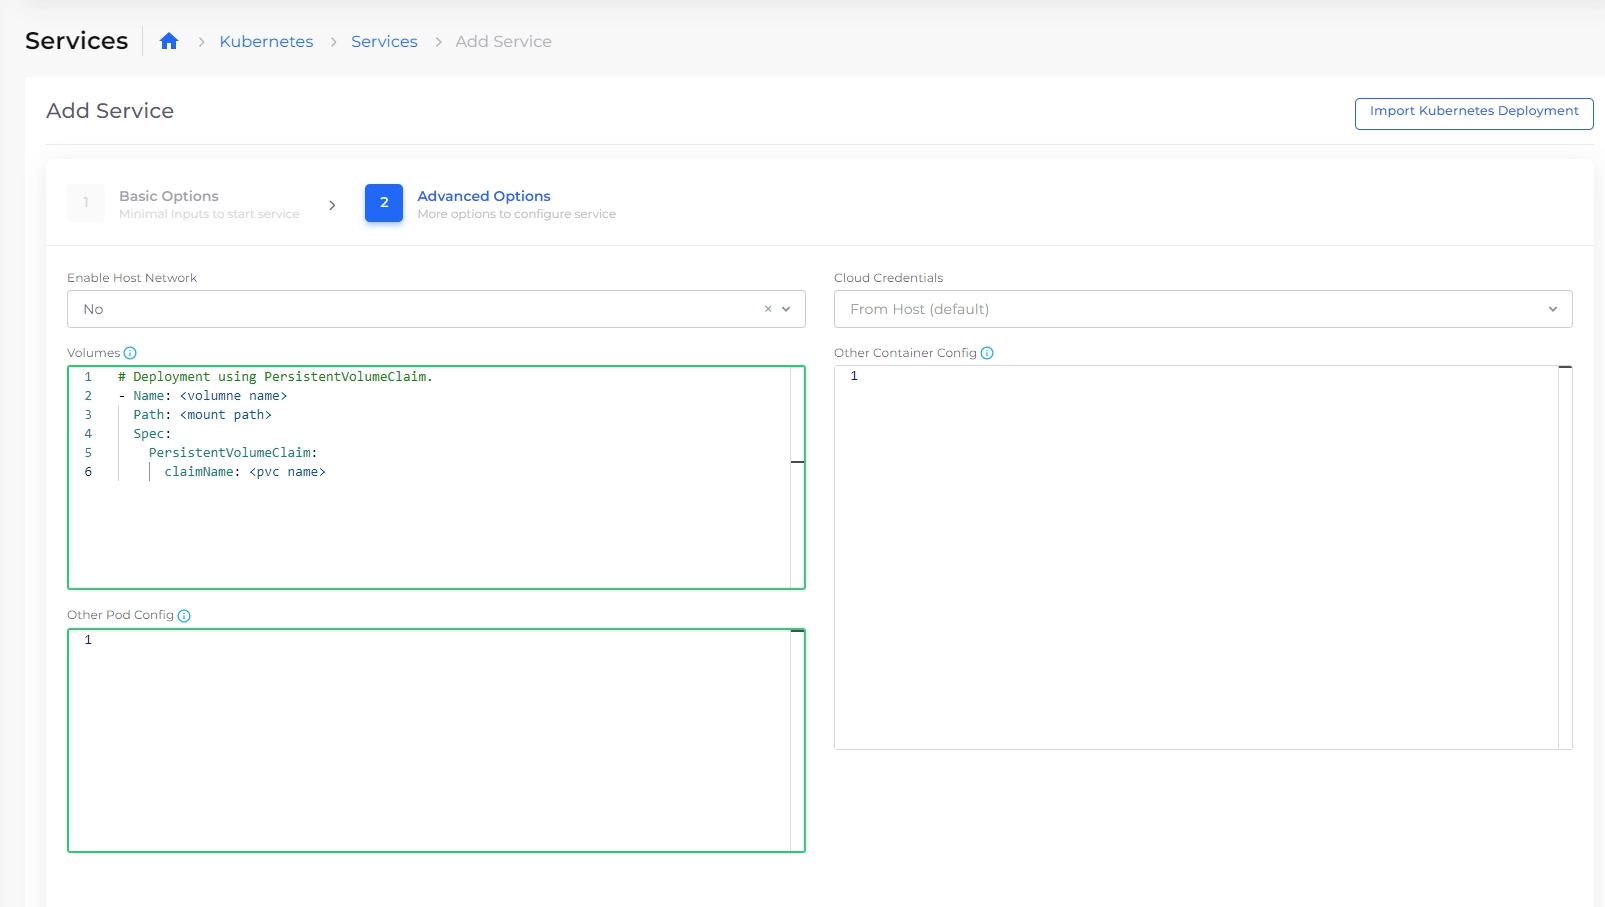 Services
Kubernetes
Services
Add Service
Add Service
Import Kubernetes Deployment
1
Basic Options
Minimal Inputs to start service
2
Advanced Options
More options to configure service
Enable Host Network
No
Cloud Credentials
From Host (default)
Volumes
1 # Deployment using PersistentVolumeClaim.
2 - Name: <volumne name>
3 Path: <mount path>
4 Spec:
5 PersistentVolumeClaim:
6 claimName: <pvc name>
Other Container Config
1
Other Pod Config
1